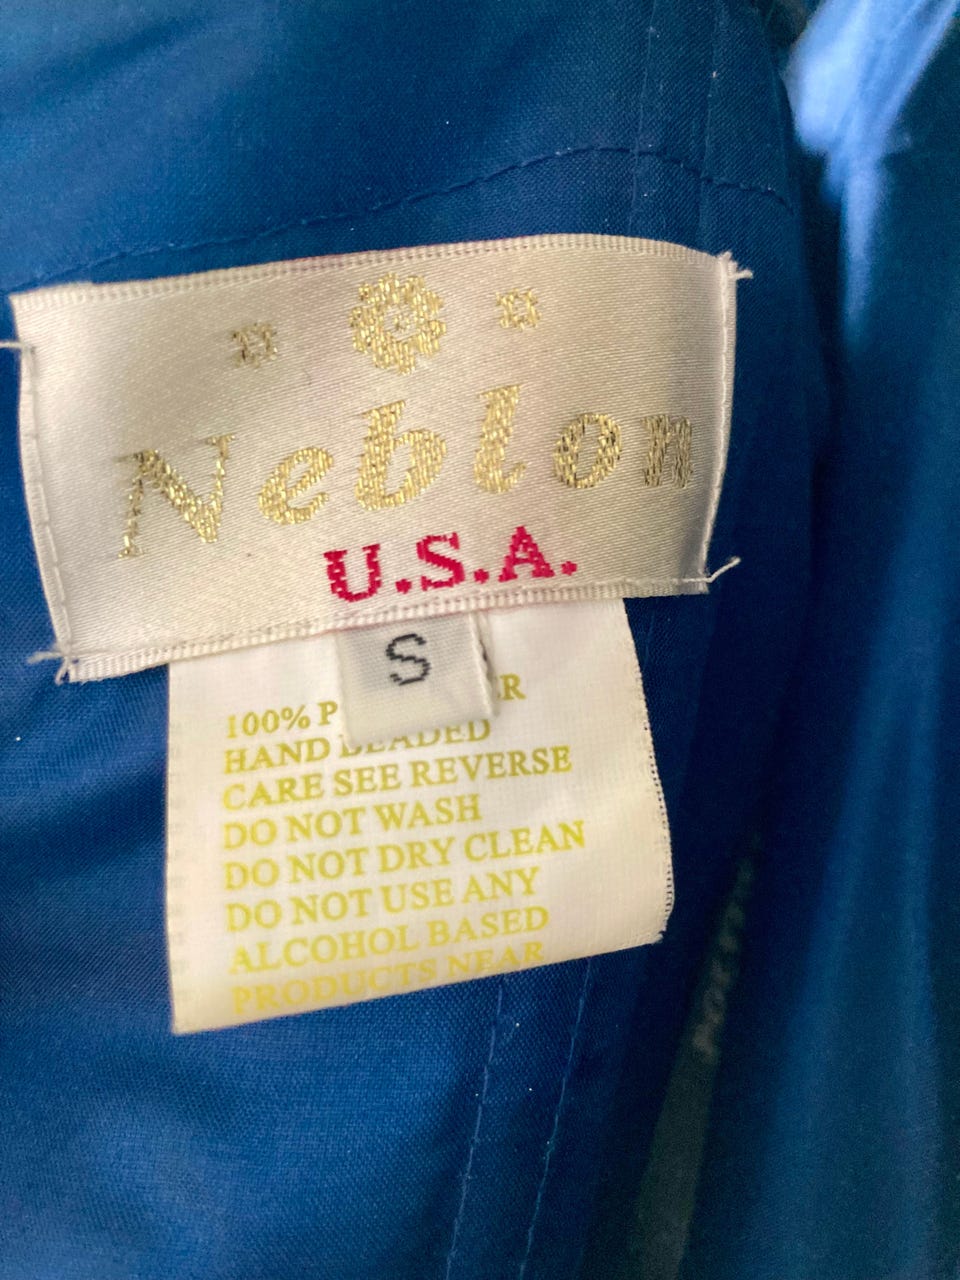 Neblon
U.S.A.
S
100% P R
HAND BEADED
CARE SEE REVERSE
DO NOT WASH
DO NOT DRY CLEAN
DO NOT USE ANY
ALCOHOL BASED
PRODUCTS NEAR